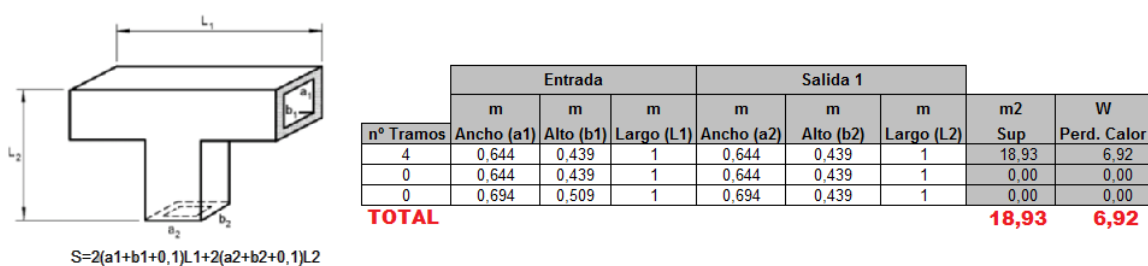 L₁
a₁
b₁
L₂
b₂
a₂
S=2(a1+b1+0,1)L1+2(a2+b2+0,1)L2
Entrada Salida 1
m m m m m m m2 W
nº Tramos Ancho (a1) Alto (b1) Largo (L1) Ancho (a2) Alto (b2) Largo (L2) Sup Perd. Calor
4 0,644 0,439 1 0,644 0,439 1 18,93 6,92
0 0,644 0,439 1 0,644 0,439 1 0,00 0,00
0 0,694 0,509 1 0,694 0,439 1 0,00 0,00
TOTAL 18,93 6,92